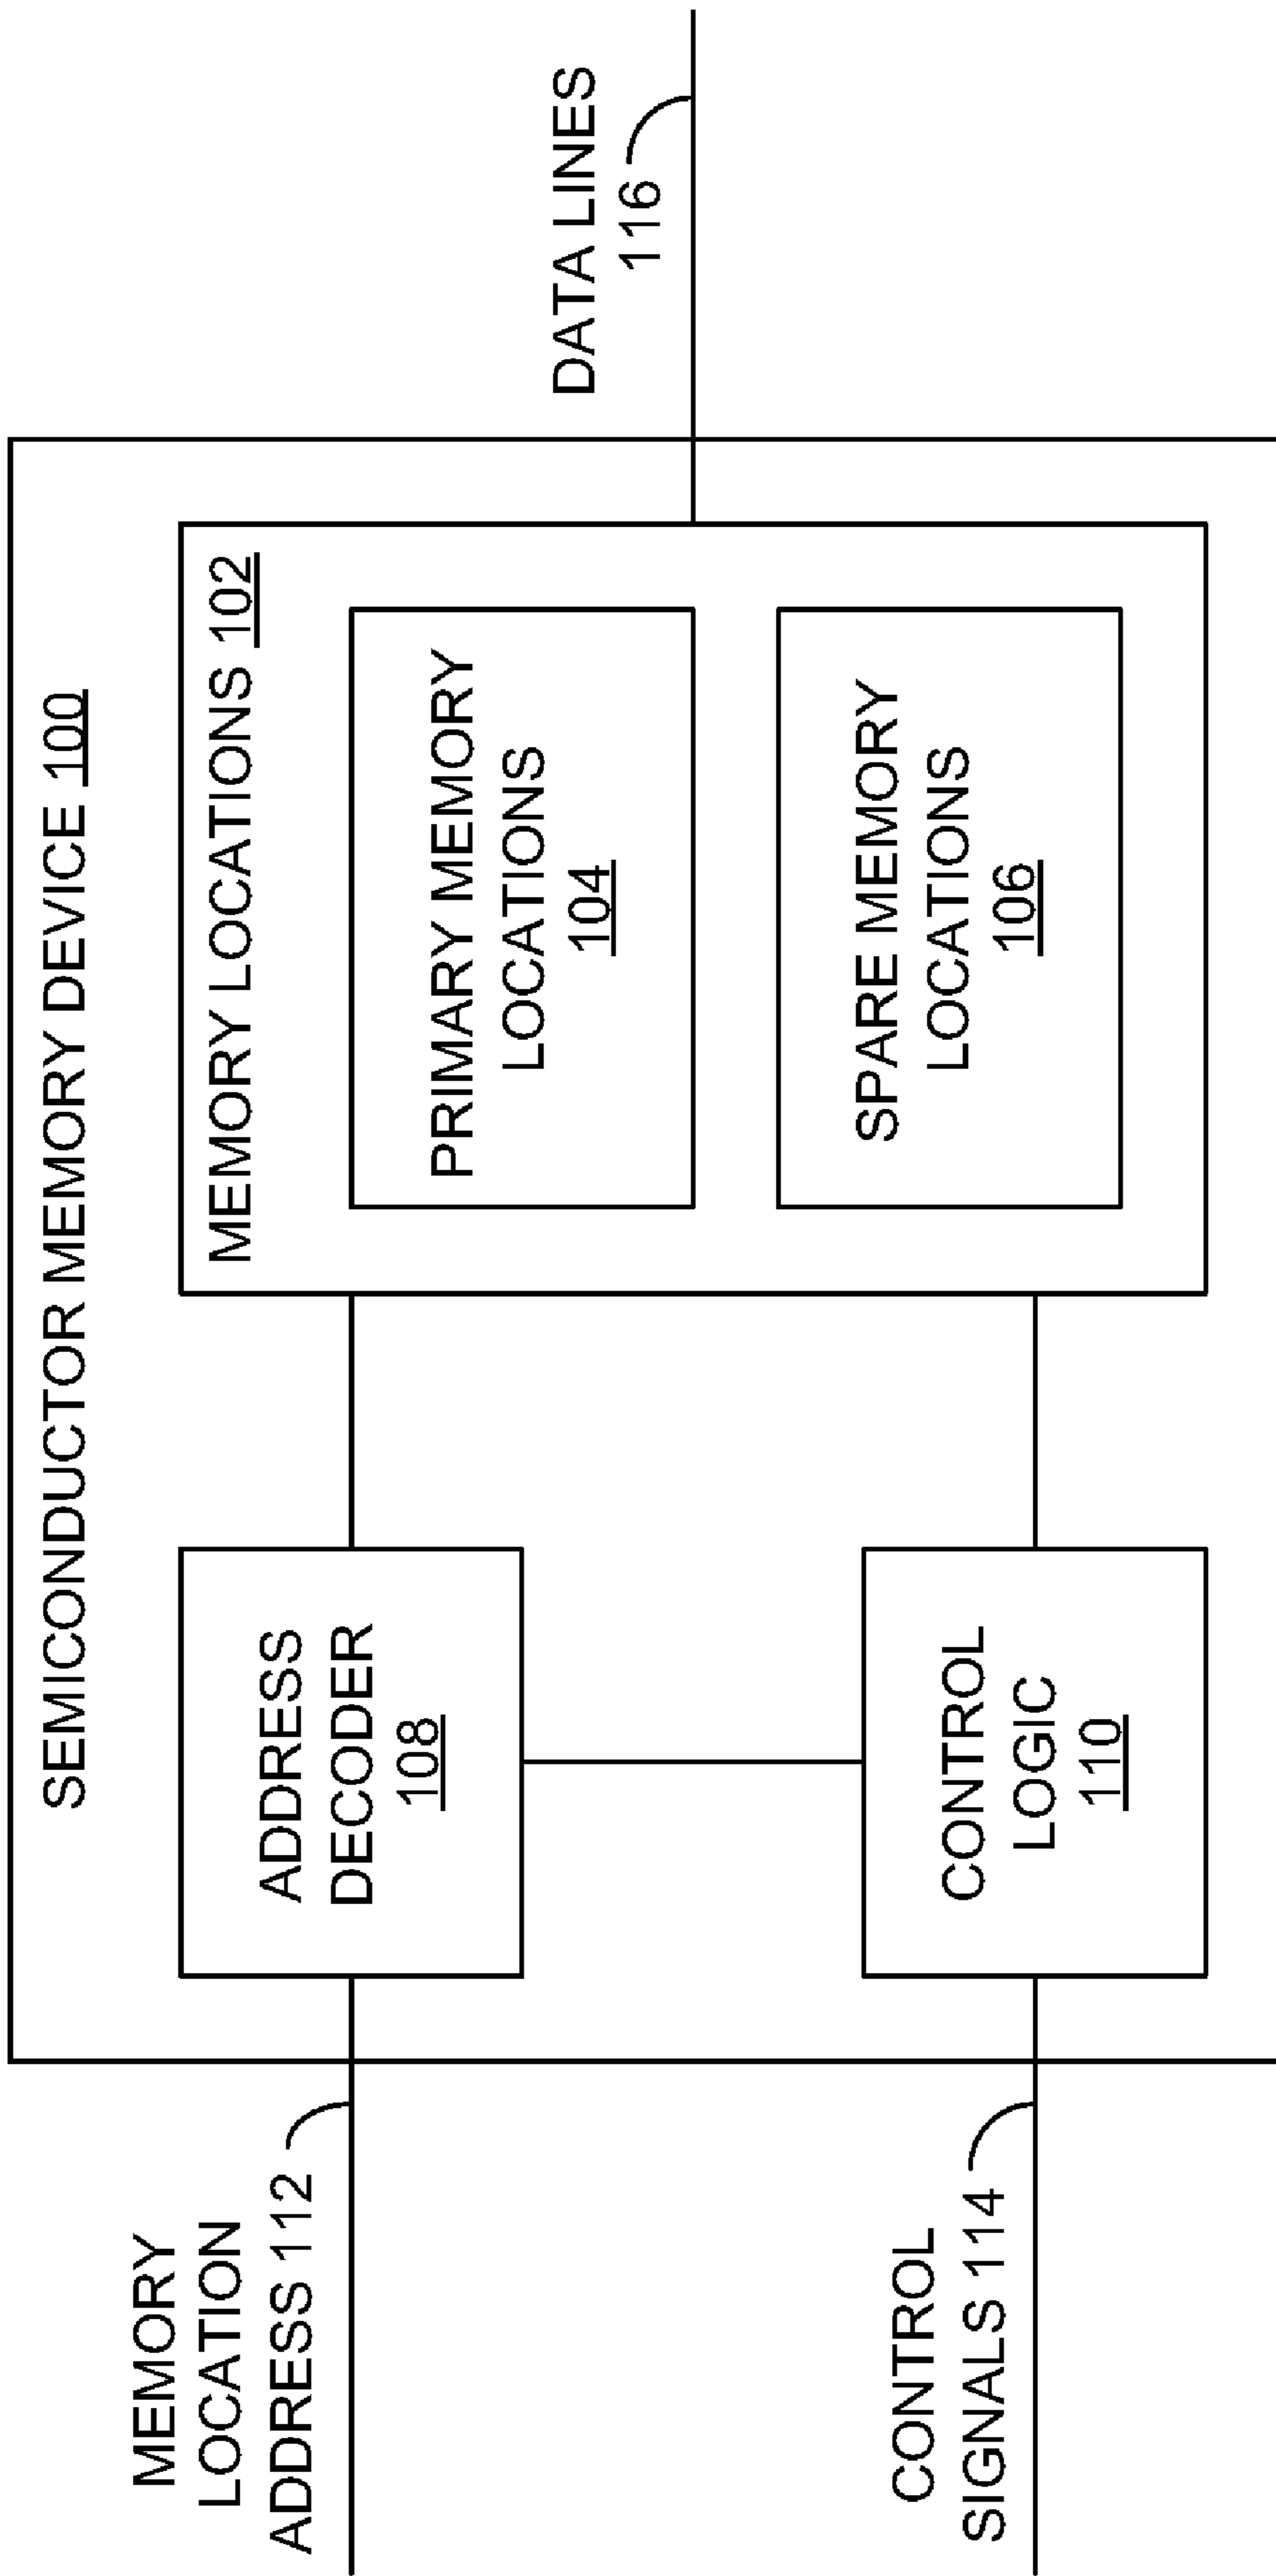 SEMICONDUCTOR MEMORY DEVICE 100
MEMORY
LOCATION
ADDRESS 112
ADDRESS
DECODER
108
MEMORY LOCATIONS 102
PRIMARY MEMORY
LOCATIONS
104
SPARE MEMORY
LOCATIONS
106
DATA LINES
116
CONTROL
SIGNALS 114
CONTROL
LOGIC
110